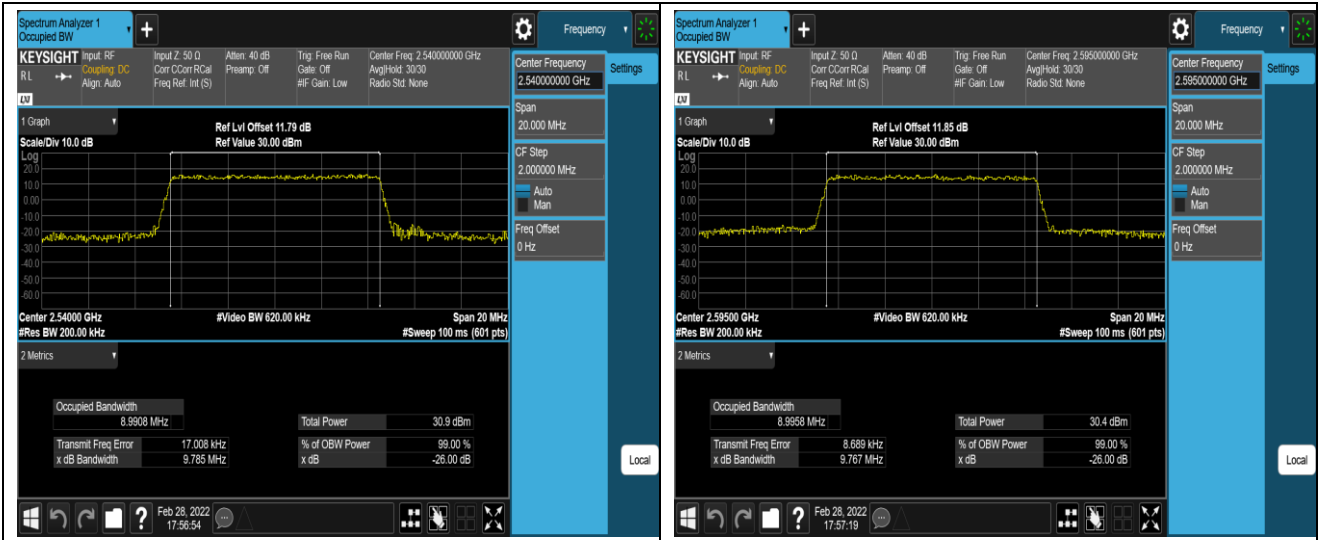 Spectrum Analyzer 1
Occupied BW
+
Frequency
KEYSIGHT
RL
Input: RF
Coupling: DC
Align: Auto
Input Z: 50 Ω
Corr CCorr RCal
Freq Ref: Int (S)
Atten: 40 dB
Preamp: Off
Trig: Free Run
Gate: Off
#IF Gain: Low
Center Freq: 2.540000000 GHz
Avg|Hold: 30/30
Radio Std: None
Center Frequency
2.540000000 GHz
Settings
Span
20.000 MHz
CF Step
2.000000 MHz
Auto
Man
Freq Offset
0 Hz
Local
1 Graph
Scale/Div 10.0 dB
Ref Lvl Offset 11.79 dB
Ref Value 30.00 dBm
Log
20.0
10.0
0.00
-10.0
-20.0
-30.0
-40.0
-50.0
-60.0
Center 2.54000 GHz
#Video BW 620.00 kHz
Span 20 MHz
#Res BW 200.00 kHz
#Sweep 100 ms (601 pts)
2 Metrics
Occupied Bandwidth
8.9908 MHz
Total Power 30.9 dBm
Transmit Freq Error 17.008 kHz
% of OBW Power 99.00 %
x dB Bandwidth 9.785 MHz
x dB -26.00 dB
?
Feb 28, 2022
17:56:54
Spectrum Analyzer 1
Occupied BW
+
Frequency
KEYSIGHT
RL
Input: RF
Coupling: DC
Align: Auto
Input Z: 50 Ω
Corr CCorr RCal
Freq Ref: Int (S)
Atten: 40 dB
Preamp: Off
Trig: Free Run
Gate: Off
#IF Gain: Low
Center Freq: 2.595000000 GHz
Avg|Hold: 30/30
Radio Std: None
Center Frequency
2.595000000 GHz
Settings
Span
20.000 MHz
CF Step
2.000000 MHz
Auto
Man
Freq Offset
0 Hz
Local
1 Graph
Scale/Div 10.0 dB
Ref Lvl Offset 11.85 dB
Ref Value 30.00 dBm
Log
20.0
10.0
0.00
-10.0
-20.0
-30.0
-40.0
-50.0
-60.0
Center 2.59500 GHz
#Video BW 620.00 kHz
Span 20 MHz
#Res BW 200.00 kHz
#Sweep 100 ms (601 pts)
2 Metrics
Occupied Bandwidth
8.9958 MHz
Total Power 30.4 dBm
Transmit Freq Error 8.689 kHz
% of OBW Power 99.00 %
x dB Bandwidth 9.767 MHz
x dB -26.00 dB
?
Feb 28, 2022
17:57:19